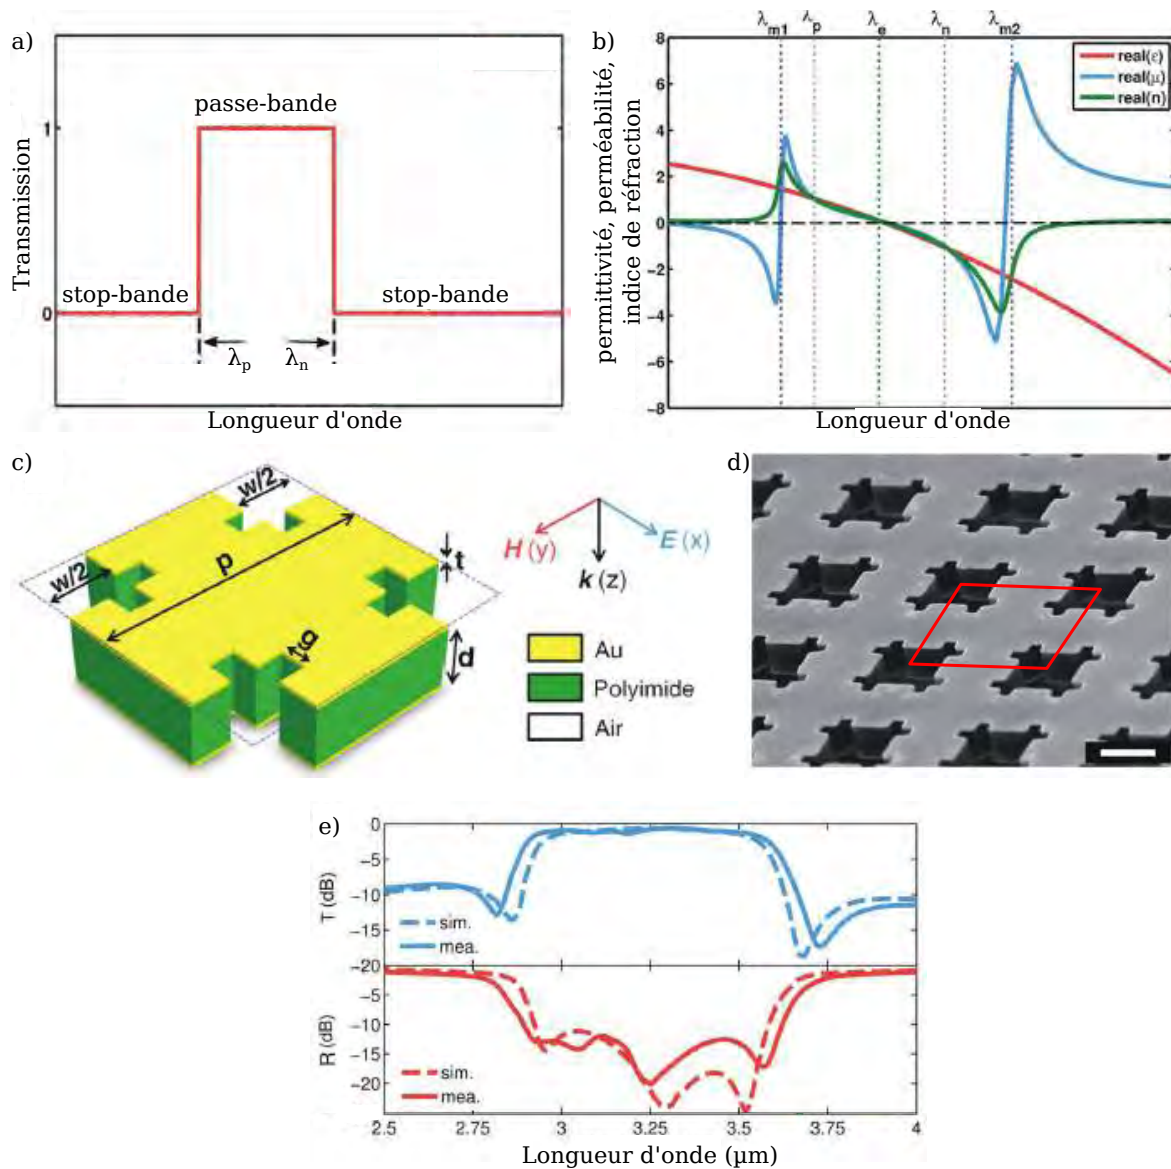 a)
passe-bande
1
Transmission
stop-bande
stop-bande
0
λp
λn
Longueur d'onde
b)
λm1
λp
λe
λn
λm2
8
6
4
2
0
−2
−4
−6
−8
real(ε)
real(μ)
real(n)
permittivité, perméabilité,
indice de réfraction
Longueur d'onde
c)
w/2
w/2
p
t
g
d
H (y)
E (x)
k (z)
Au
Polyimide
Air
d)
e)
0
−5
−10
−15
−20
T (dB)
sim.
mea.
−5
−10
−15
−20
R (dB)
sim.
mea.
2.5
2.75
3
3.25
3.5
3.75
4
Longueur d'onde (µm)